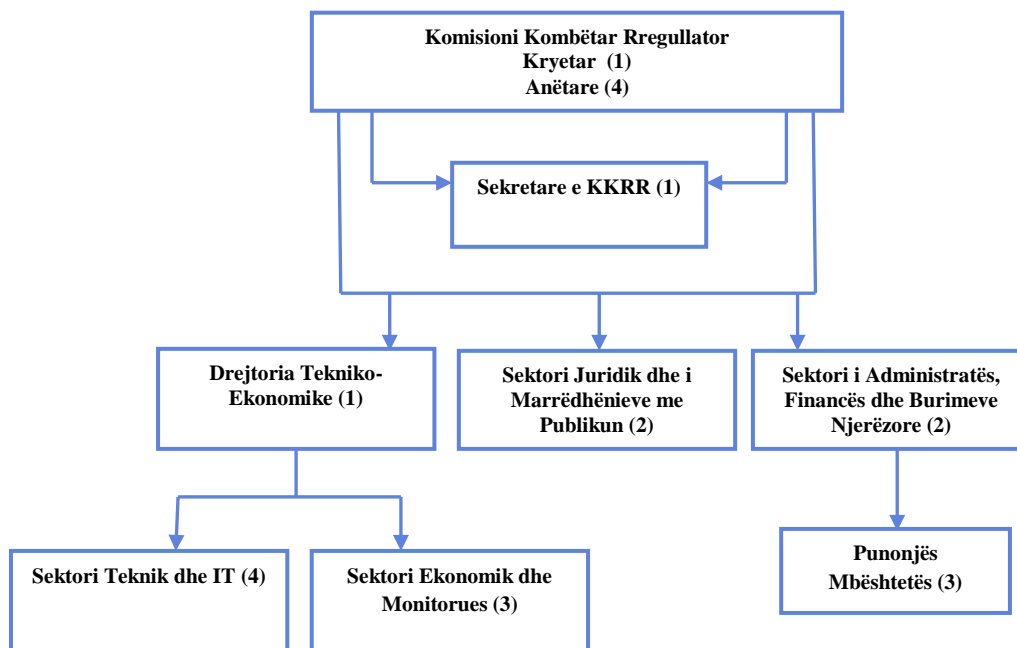 Komisioni Kombëtar Rregullator
Kryetar (1)
Anëtare (4)
Sekretare e KKRR (1)
Drejtoria Tekniko-
Ekonomike (1)
Sektori Juridik dhe i
Marrëdhënieve me
Publikun (2)
Sektori i Administratës,
Financës dhe Burimeve
Njerëzore (2)
Sektori Teknik dhe IT (4)
Sektori Ekonomik dhe
Monitorues (3)
Punonjës
Mbështetës (3)